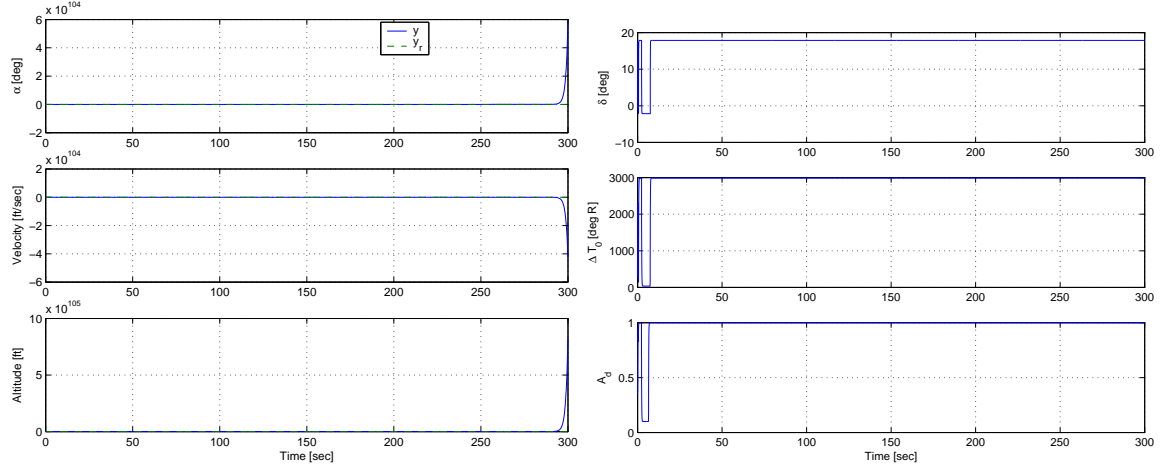 x 10^104
6
4
2
0
−2
α [deg]
y
y_r
0 50 100 150 200 250 300
x 10^104
2
0
−2
−4
−6
Velocity [ft/sec]
0 50 100 150 200 250 300
x 10^105
10
5
0
Altitude [ft]
0 50 100 150 200 250 300
Time [sec]
20
10
0
−10
δ [deg]
0 50 100 150 200 250 300
3000
2000
1000
0
Δ T_0 [deg R]
0 50 100 150 200 250 300
1
0.5
0
A_d
0 50 100 150 200 250 300
Time [sec]